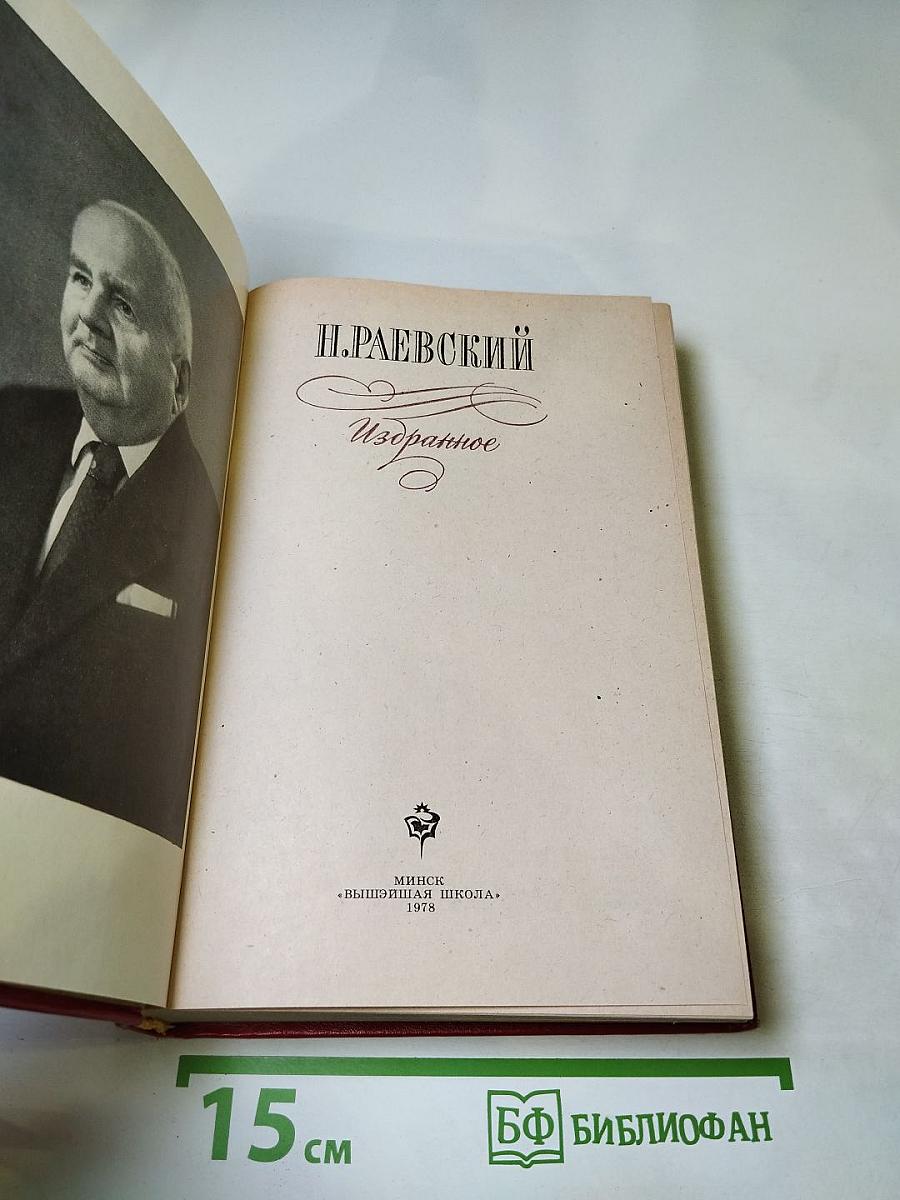 Н.РАЕВСКИЙ
Избранное
МИНСК
«ВЫШЭЙШАЯ ШКОЛА»
1978
15 см
БФ БИБЛИОФАН